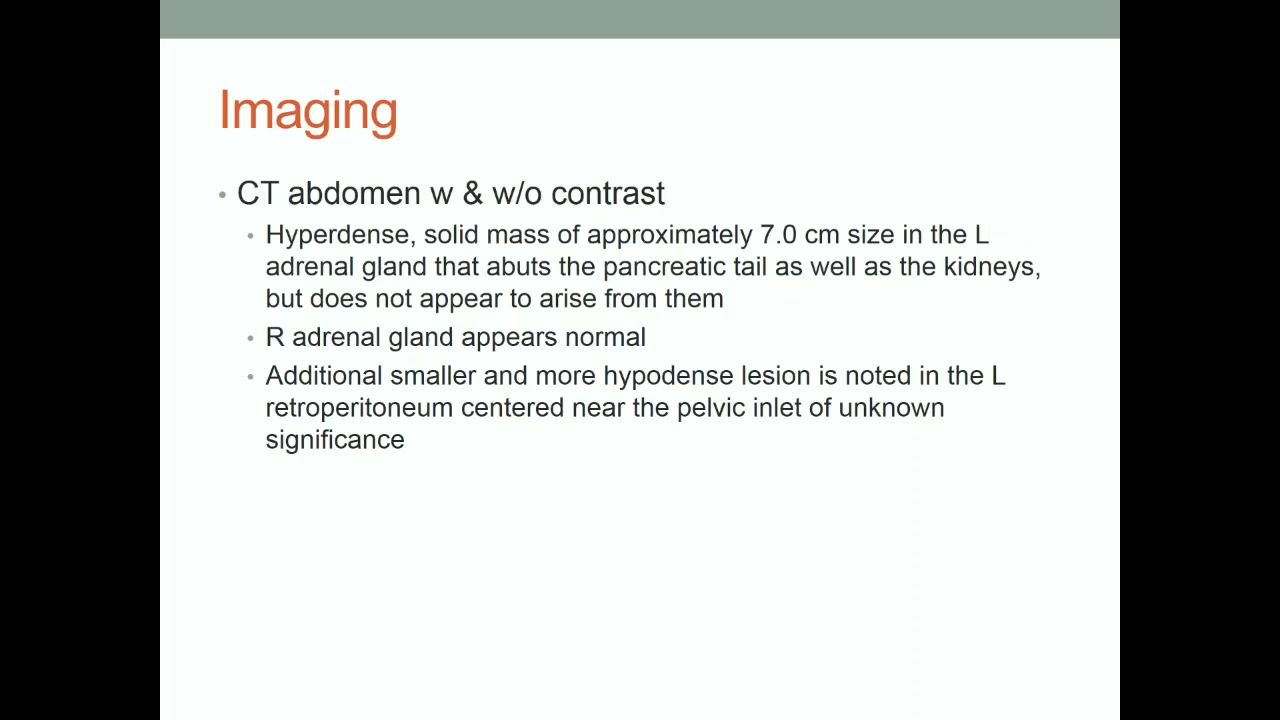 Imaging
• CT abdomen w & w/o contrast
• Hyperdense, solid mass of approximately 7.0 cm size in the L
adrenal gland that abuts the pancreatic tail as well as the kidneys,
but does not appear to arise from them
• R adrenal gland appears normal
• Additional smaller and more hypodense lesion is noted in the L
retroperitoneum centered near the pelvic inlet of unknown
significance